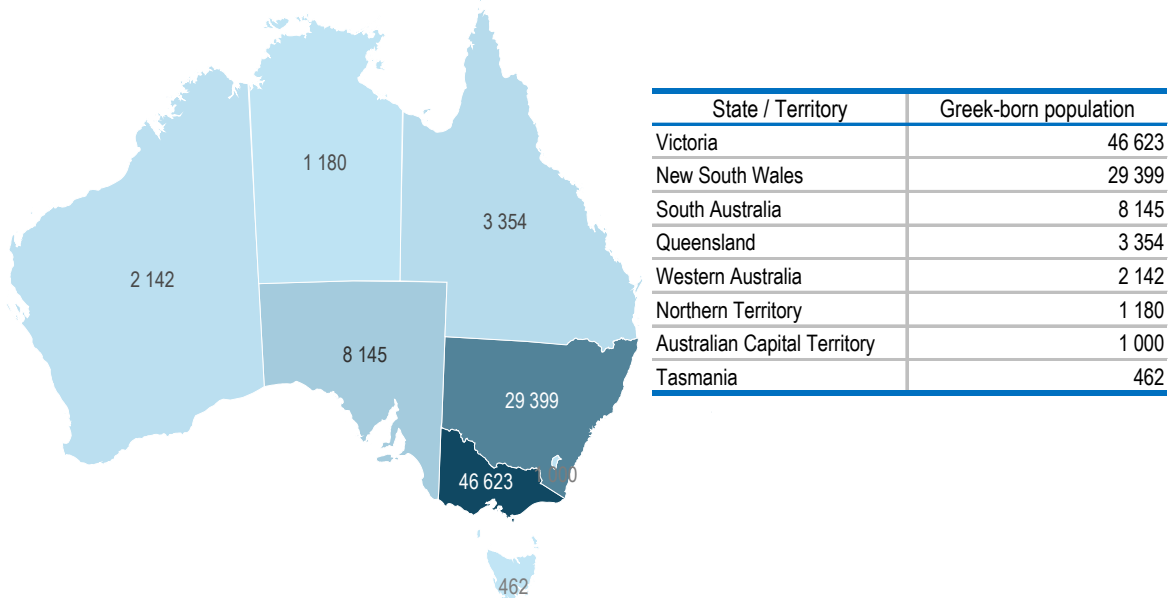 1 180
3 354
2 142
8 145
29 399
46 623
1 000
462
State / Territory Greek-born population
Victoria 46 623
New South Wales 29 399
South Australia 8 145
Queensland 3 354
Western Australia 2 142
Northern Territory 1 180
Australian Capital Territory 1 000
Tasmania 462